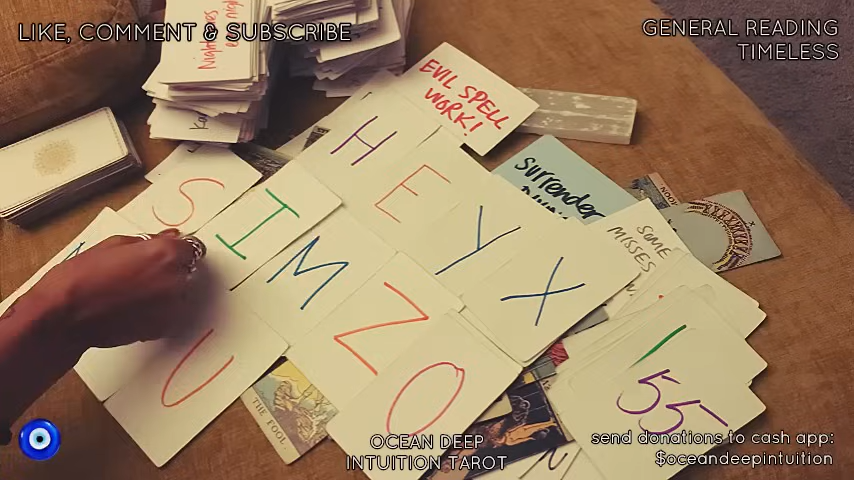 LIKE, COMMENT & SUBSCRIBE
GENERAL READING
TIMELESS
EVIL SPELL
WORK!
H
E
Y
X
S
I
M
Z
O
U
Surrender
SOME
MISSES
155
THE FOOL.
OCEAN DEEP
INTUITION TAROT
send donations to cash app:
$oceandeepintuition